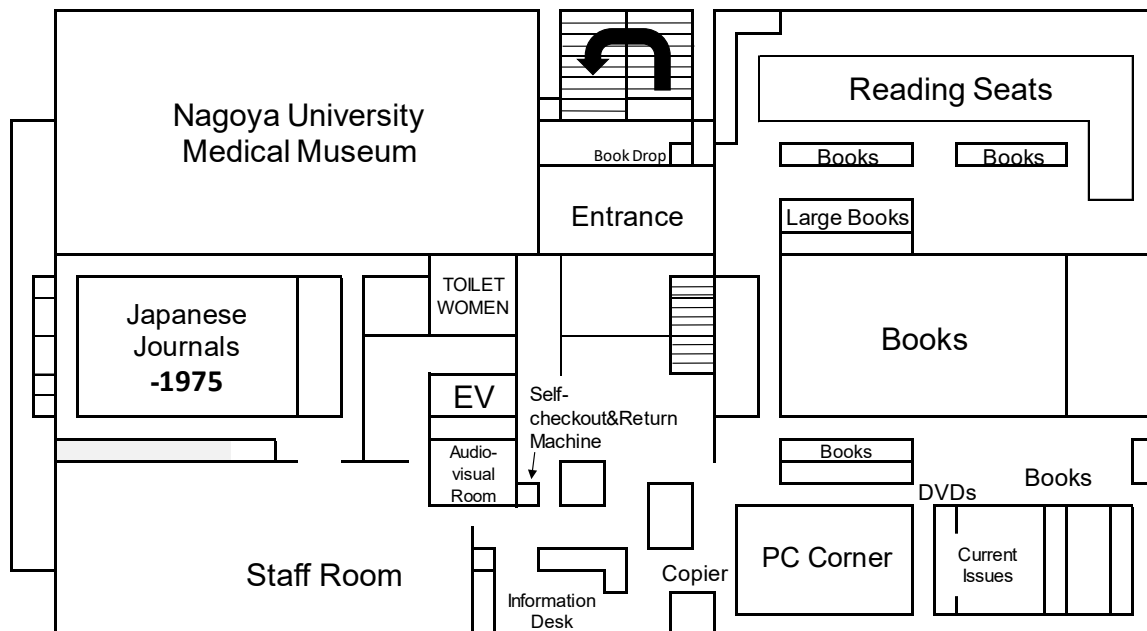 Nagoya University
Medical Museum
Book Drop
Entrance
Reading Seats
Books
Books
Large Books
TOILET
WOMEN
Japanese
Journals
-1975
Books
EV
Self-
checkout&Return
Machine
Audio-
visual
Room
Books
Books
DVDs
Staff Room
Information
Desk
Copier
PC Corner
Current
Issues